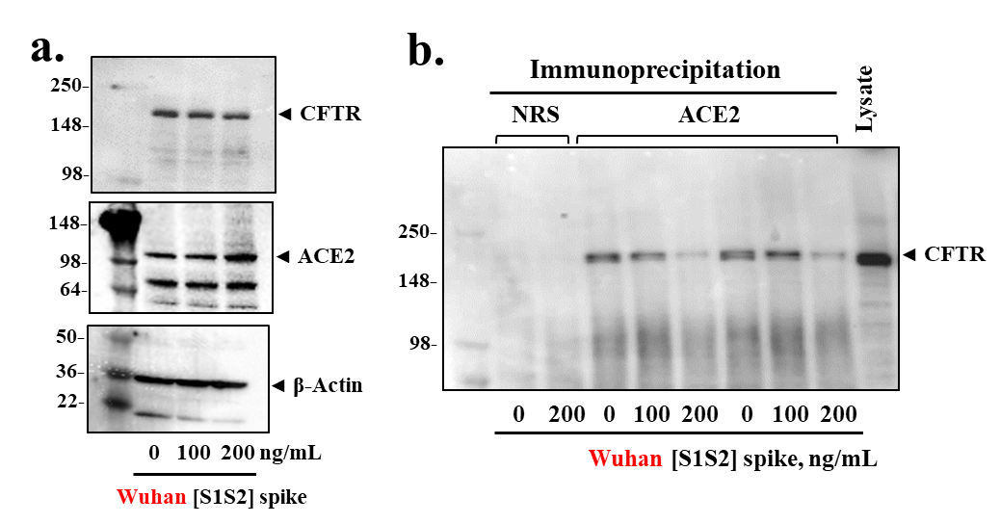 a.
250-
148-
98-
CFTR
148-
98-
64-
ACE2
50-
36-
22-
β-Actin
0 100 200 ng/mL
Wuhan [S1S2] spike
b.
Immunoprecipitation
NRS ACE2
Lysate
250-
148-
98-
CFTR
0 200 0 100 200 0 100 200
Wuhan [S1S2] spike, ng/mL